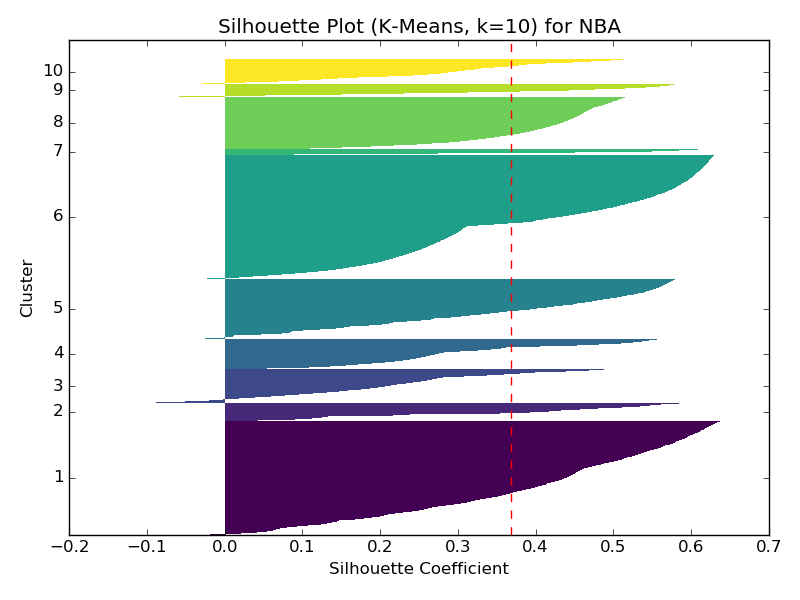 Silhouette Plot (K-Means, k=10) for NBA
10
9
8
7
6
5
4
3
2
1
Cluster
−0.2 −0.1 0.0 0.1 0.2 0.3 0.4 0.5 0.6 0.7
Silhouette Coefficient